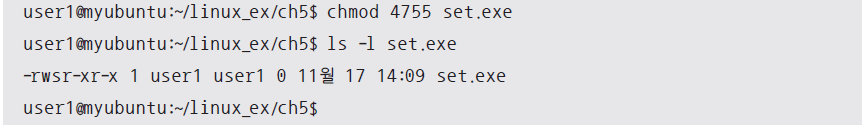 user1@myubuntu:~/linux_ex/ch5$ chmod 4755 set.exe
user1@myubuntu:~/linux_ex/ch5$ ls -l set.exe
-rwsr-xr-x 1 user1 user1 0 11월 17 14:09 set.exe
user1@myubuntu:~/linux_ex/ch5$